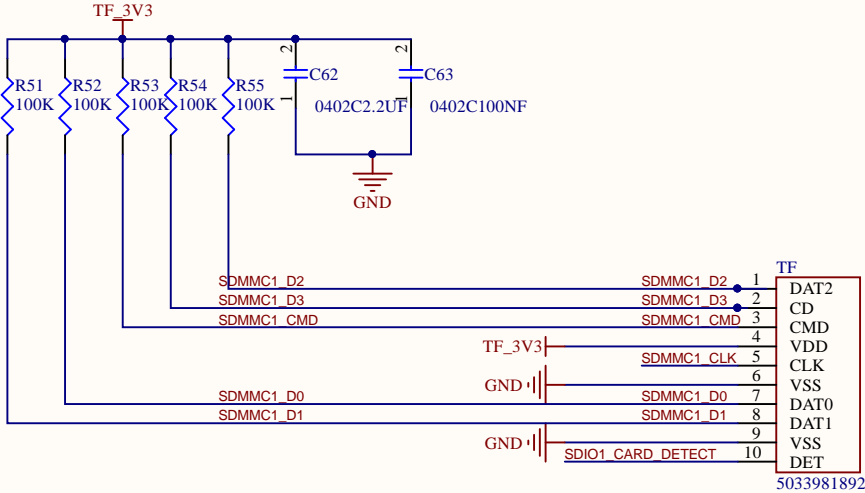 TF_3V3
R51
100K
R52
100K
R53
100K
R54
100K
R55
100K
2
C62
1
0402C2.2UF
2
C63
1
0402C100NF
GND
TF
SDMMC1_D2
SDMMC1_D2
1
DAT2
SDMMC1_D3
SDMMC1_D3
2
CD
SDMMC1_CMD
SDMMC1_CMD
3
CMD
TF_3V3
4
VDD
SDMMC1_CLK
5
CLK
GND
6
VSS
SDMMC1_D0
SDMMC1_D0
7
DAT0
SDMMC1_D1
SDMMC1_D1
8
DAT1
GND
9
VSS
SDIO1_CARD_DETECT
10
DET
5033981892